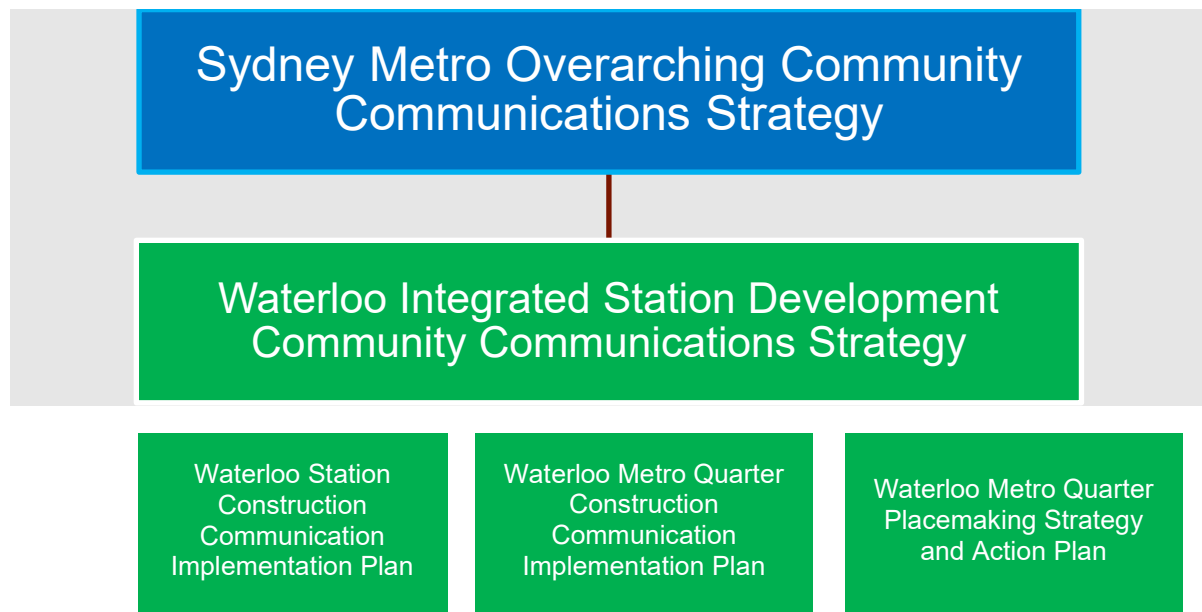 Sydney Metro Overarching Community
Communications Strategy
Waterloo Integrated Station Development
Community Communications Strategy
Waterloo Station
Construction
Communication
Implementation Plan
Waterloo Metro Quarter
Construction
Communication
Implementation Plan
Waterloo Metro Quarter
Placemaking Strategy
and Action Plan